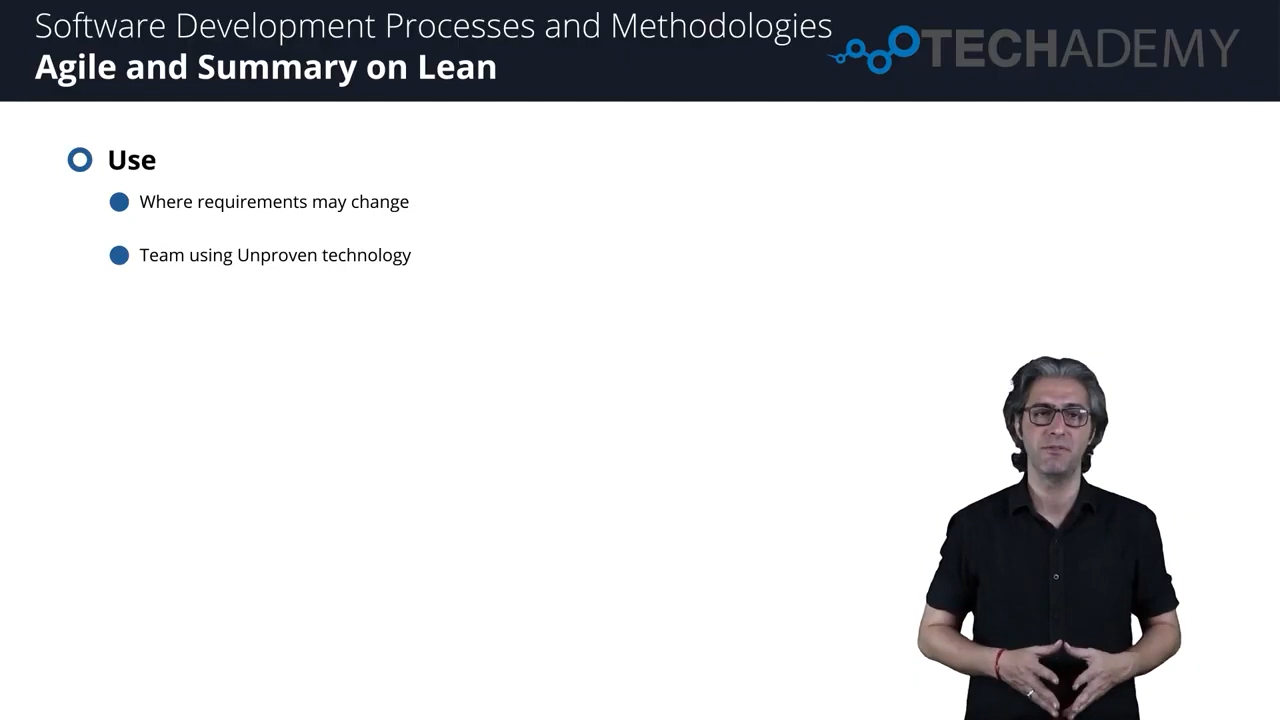 Software Development Processes and Methodologies
Agile and Summary on Lean
TECHADEMY
Use
Where requirements may change
Team using Unproven technology